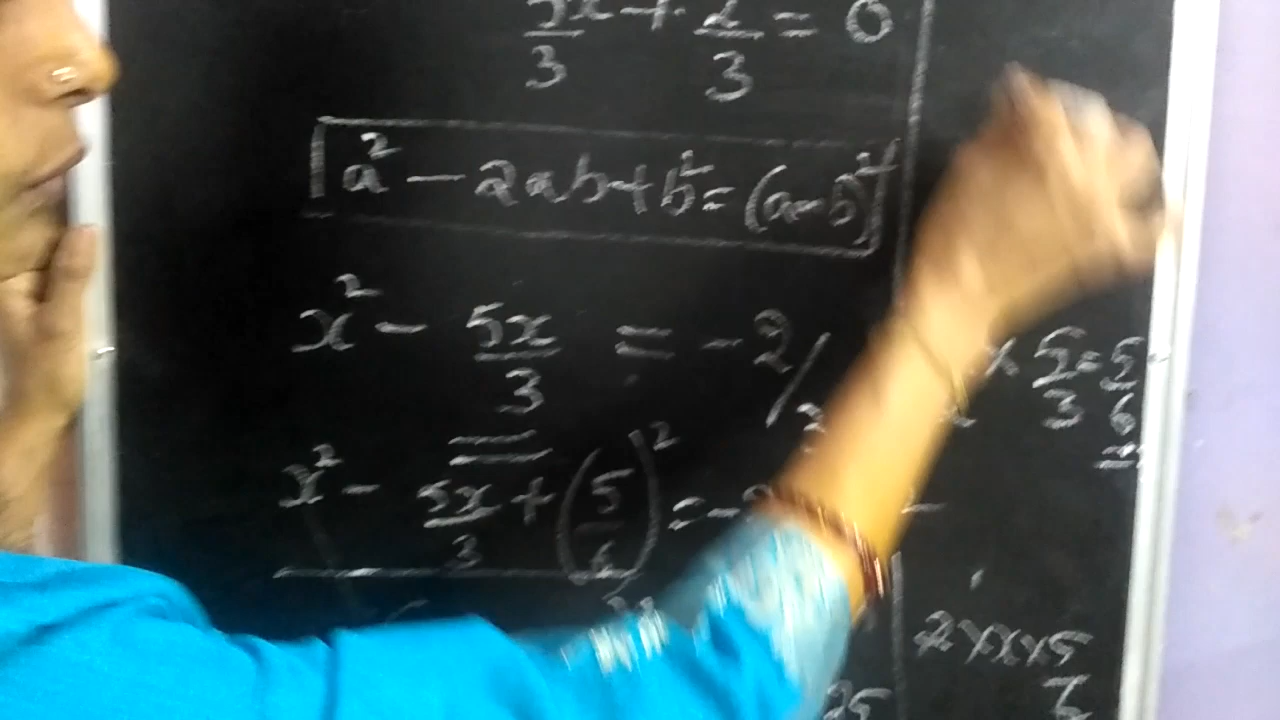 5x/3 + 2/3 = 0
a² - 2ab + b² = (a-b)²
x² - 5x/3 = -2/3
x² - 5x/3 + (5/6)² = -
× 5/3 = 5/6
2×x×5
25